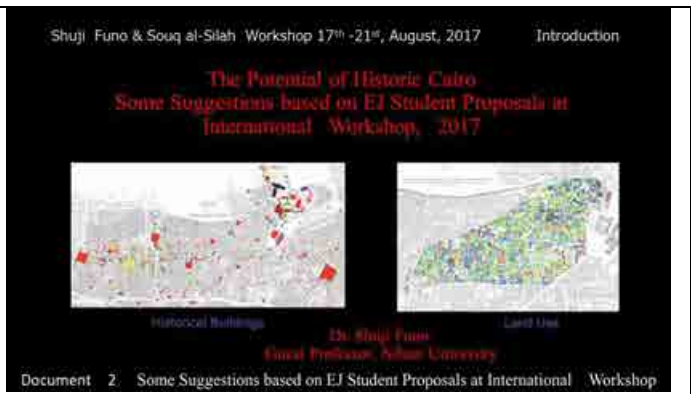 Shuji Funo & Souq al-Silah Workshop 17th -21st, August, 2017 Introduction
The Potential of Historic Cairo
Some Suggestions based on EJ Student Proposals at
International Workshop, 2017
Historical Buildings
Land Use
Dr. Shuji Funo
Guest Professor, Nihon University
Document 2 Some Suggestions based on EJ Student Proposals at International Workshop